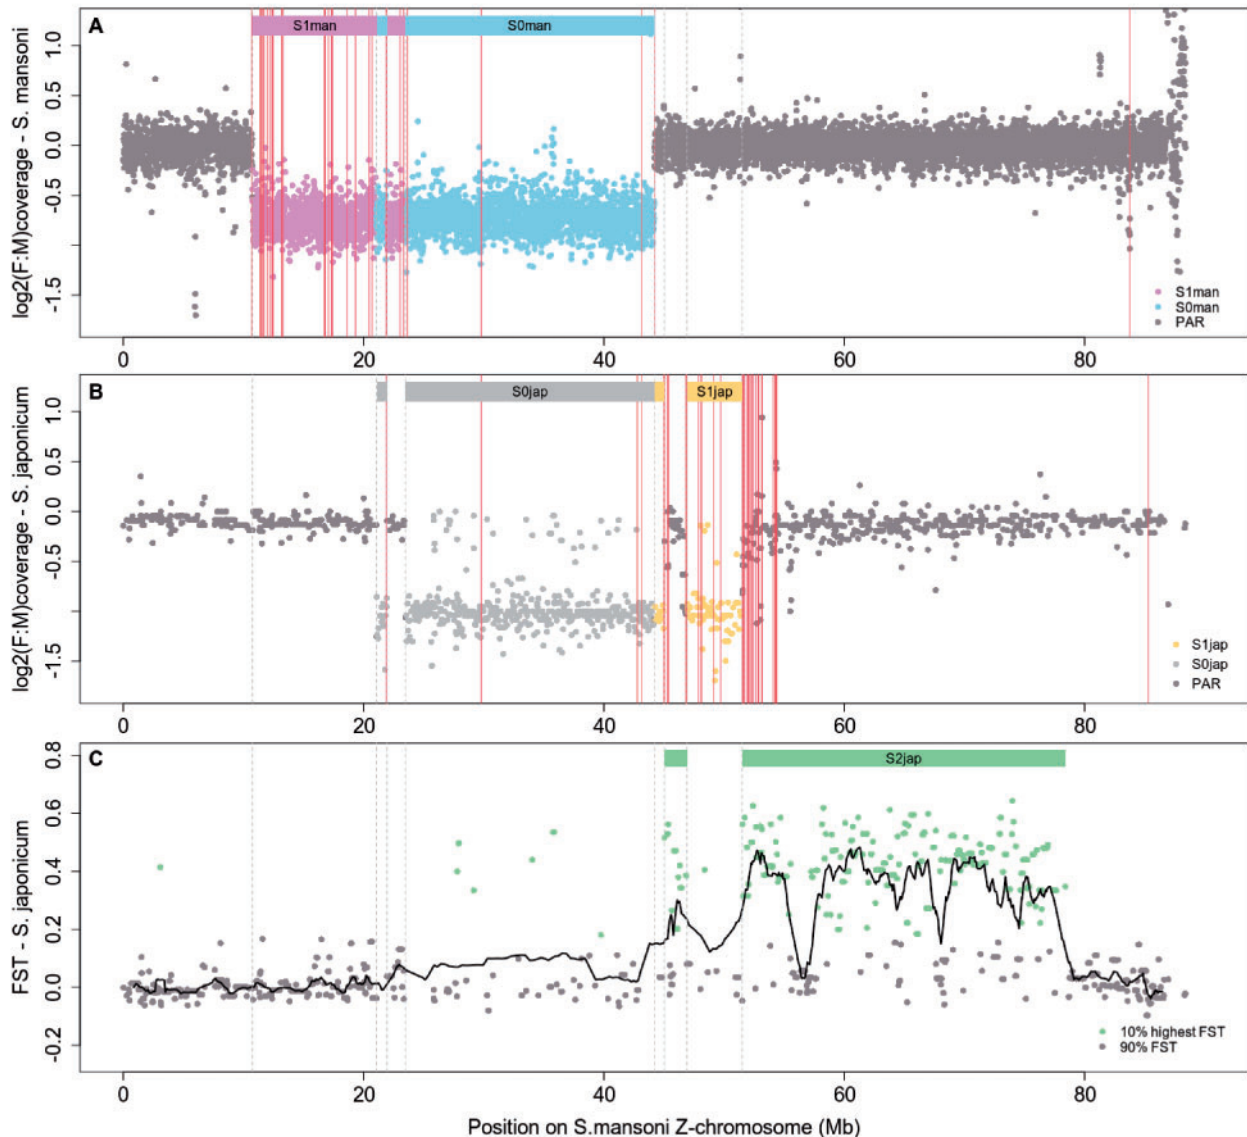 A
S1man
S0man
log2(F:M)coverage - S. mansoni
1.0
0.5
0.0
-0.5
-1.5
S1man
S0man
PAR
0 20 40 60 80
B
S0jap
S1jap
log2(F:M)coverage - S. japonicum
1.0
0.5
0.0
-0.5
-1.5
S1jap
S0jap
PAR
0 20 40 60 80
C
S2jap
FST - S. japonicum
0.8
0.6
0.4
0.2
0.0
-0.2
10% highest FST
90% FST
0 20 40 60 80
Position on S.mansoni Z-chromosome (Mb)